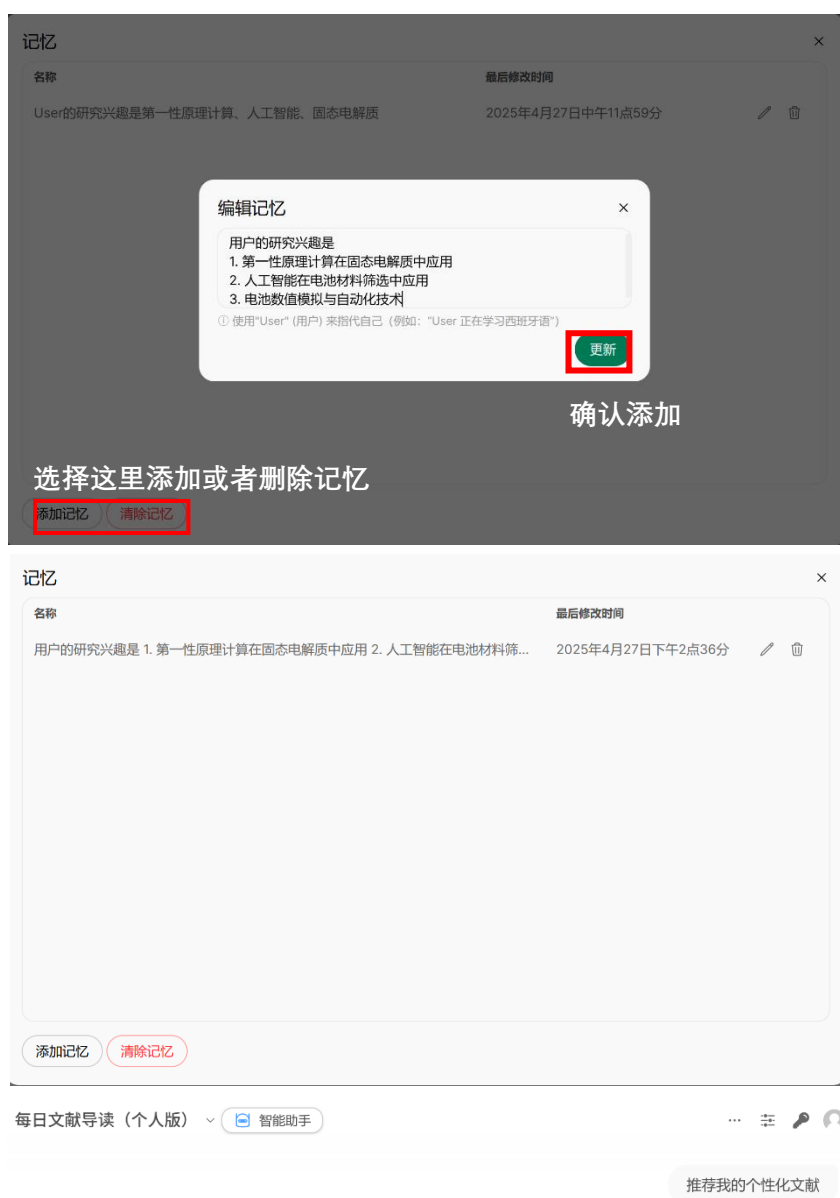 记忆
名称 最后修改时间
User的研究兴趣是第一性原理计算、人工智能、固态电解质 2025年4月27日中午11点59分
编辑记忆
用户的研究兴趣是
1. 第一性原理计算在固态电解质中应用
2. 人工智能在电池材料筛选中应用
3. 电池数值模拟与自动化技术
使用"User" (用户) 来指代自己（例如："User 正在学习西班牙语"）
更新
确认添加
选择这里添加或者删除记忆
添加记忆 清除记忆
记忆
名称 最后修改时间
用户的研究兴趣是 1. 第一性原理计算在固态电解质中应用 2. 人工智能在电池材料筛... 2025年4月27日下午2点36分
添加记忆 清除记忆
每日文献导读（个人版） 智能助手
推荐我的个性化文献